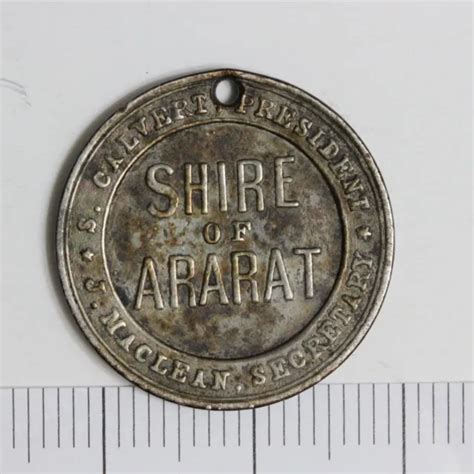 S. CALVERT PRESIDENT
SHIRE
OF
ARARAT
J. MACLEAN, SECRETARY